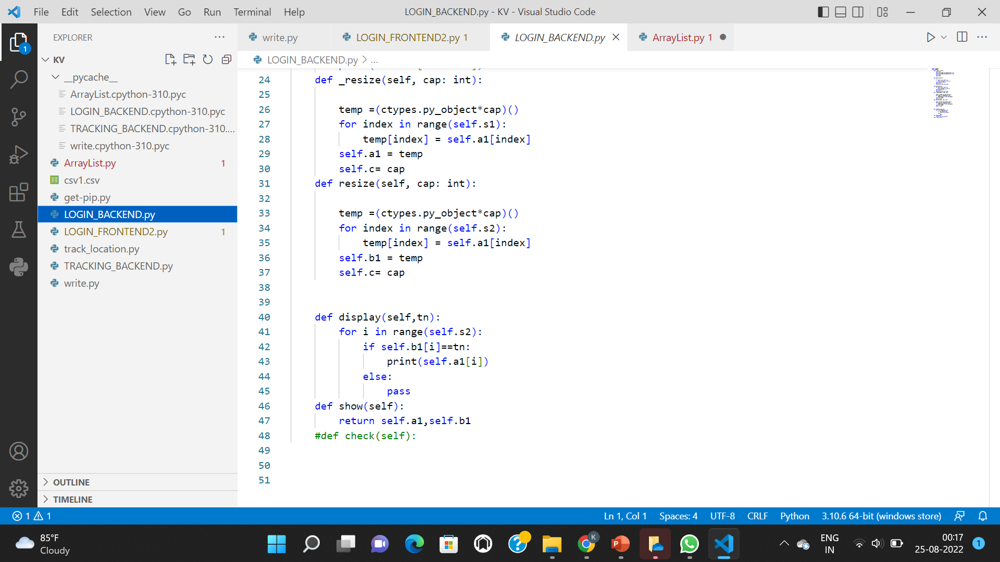 File Edit Selection View Go Run Terminal Help
LOGIN_BACKEND.py - KV - Visual Studio Code
EXPLORER
write.py
LOGIN_FRONTEND2.py 1
LOGIN_BACKEND.py
ArrayList.py 1
KV
LOGIN_BACKEND.py > ...
__pycache__
ArrayList.cpython-310.pyc
LOGIN_BACKEND.cpython-310.pyc
TRACKING_BACKEND.cpython-310....
write.cpython-310.pyc
ArrayList.py 1
csv1.csv
get-pip.py
LOGIN_BACKEND.py
LOGIN_FRONTEND2.py 1
track_location.py
TRACKING_BACKEND.py
write.py
OUTLINE
TIMELINE
24 def _resize(self, cap: int):
25
26 temp =(ctypes.py_object*cap)()
27 for index in range(self.s1):
28 temp[index] = self.a1[index]
29 self.a1 = temp
30 self.c= cap
31 def resize(self, cap: int):
32
33 temp =(ctypes.py_object*cap)()
34 for index in range(self.s2):
35 temp[index] = self.a1[index]
36 self.b1 = temp
37 self.c= cap
38
39
40 def display(self,tn):
41 for i in range(self.s2):
42 if self.b1[i]==tn:
43 print(self.a1[i])
44 else:
45 pass
46 def show(self):
47 return self.a1,self.b1
48 #def check(self):
49
50
51
1 1
Ln 1, Col 1 Spaces: 4 UTF-8 CRLF Python 3.10.6 64-bit (windows store)
85°F
Cloudy
K
P
ENG
IN
00:17
25-08-2022
1